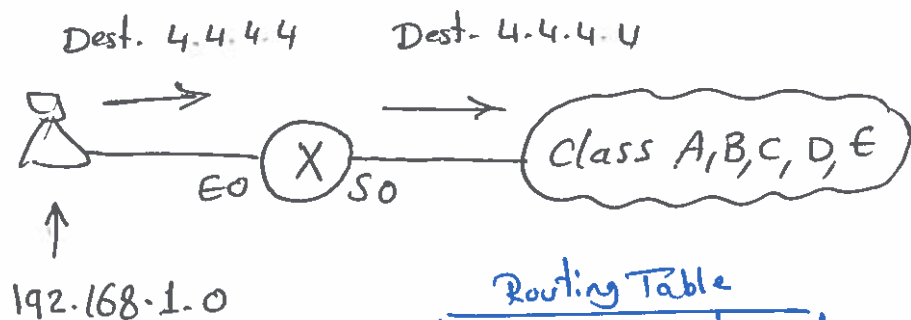 Dest. 4.4.4.4 Dest. 4.4.4.4
X Class A, B, C, D, E
E0 S0
192.168.1.0
Routing Table